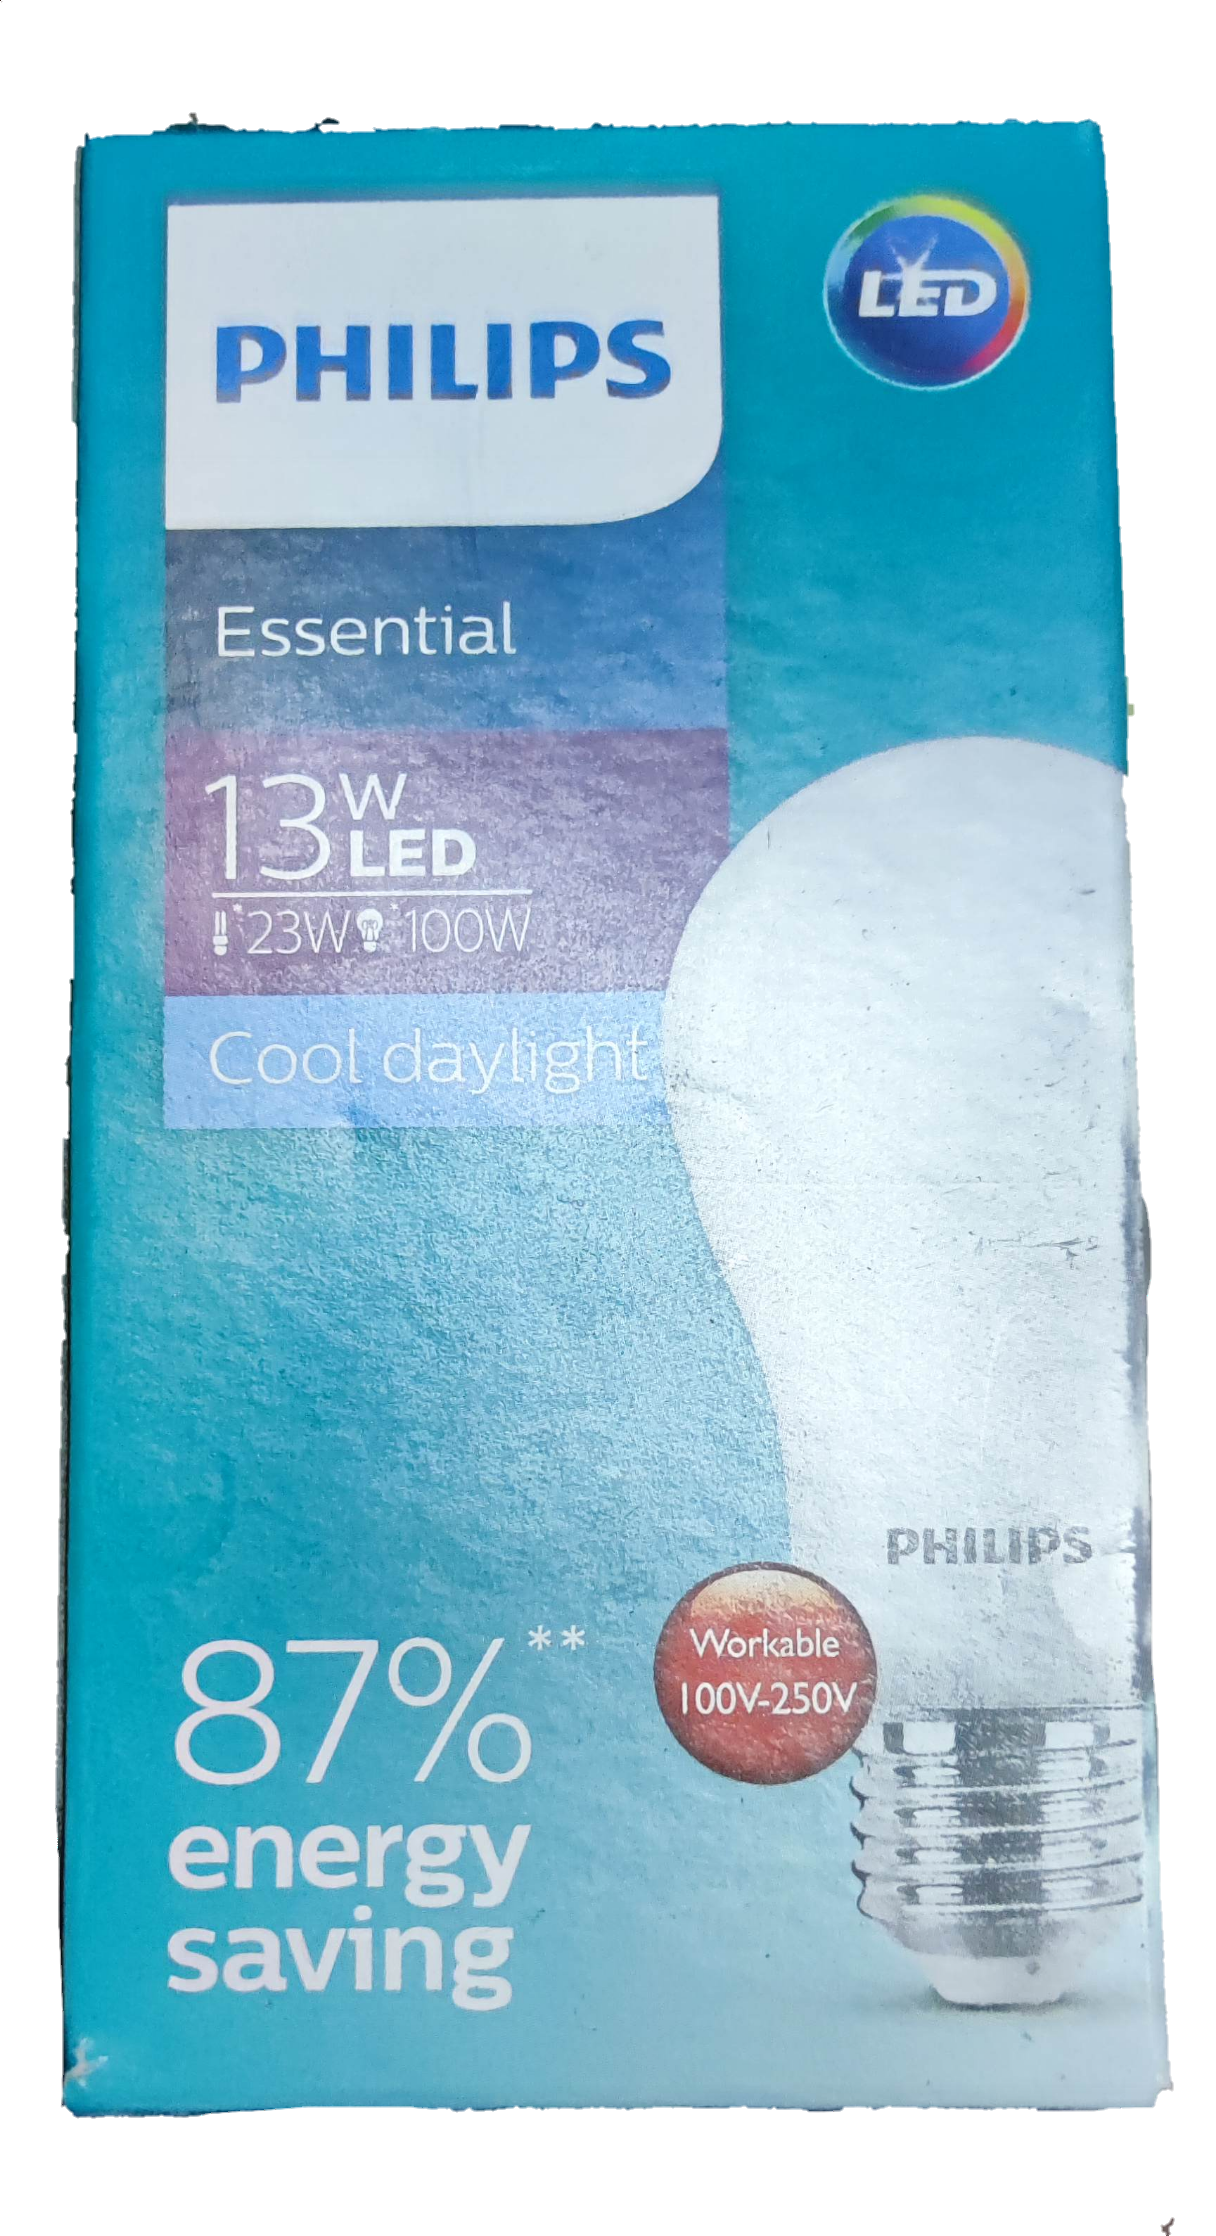 PHILIPS
LED
Essential
13W
LED
*23W *100W
Cool daylight
PHILIPS
Workable
100V-250V
87%**
energy
saving